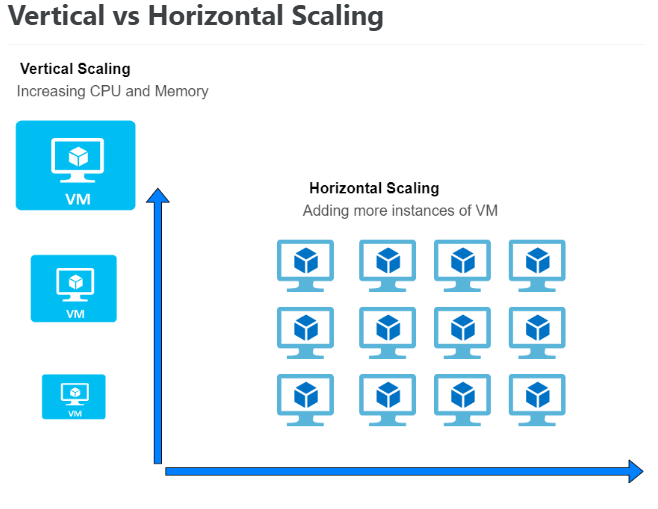 Vertical vs Horizontal Scaling
Vertical Scaling
Increasing CPU and Memory
VM
Horizontal Scaling
Adding more instances of VM
VM
VM